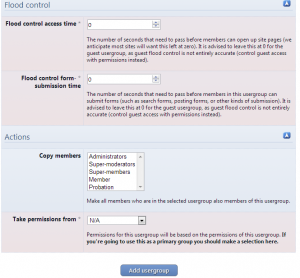 Flood control
Flood control access time *
0
The number of seconds that need to pass before members can open up site pages (we
anticipate most sites will want this left at zero). It is advised to leave this at 0 for the
guest usergroup, as guest flood control is not entirely accurate (control guest access
with permissions instead).
Flood control form-
submission time *
0
The number of seconds that need to pass before members in this usergroup can
submit forms (such as search forms, posting forms, or other kinds of submission). It is
advised to leave this at 0 for the guest usergroup, as guest flood control is not entirely
accurate (control guest access with permissions instead).
Actions
Copy members
Administrators
Super-moderators
Super-members
Member
Probation
Make all members who are in the selected usergroup also members of this usergroup.
Take permissions from *
N/A
Permissions for this usergroup will be based on the permissions of this usergroup. If
you're going to use this as a primary group you should make a selection here.
Add usergroup